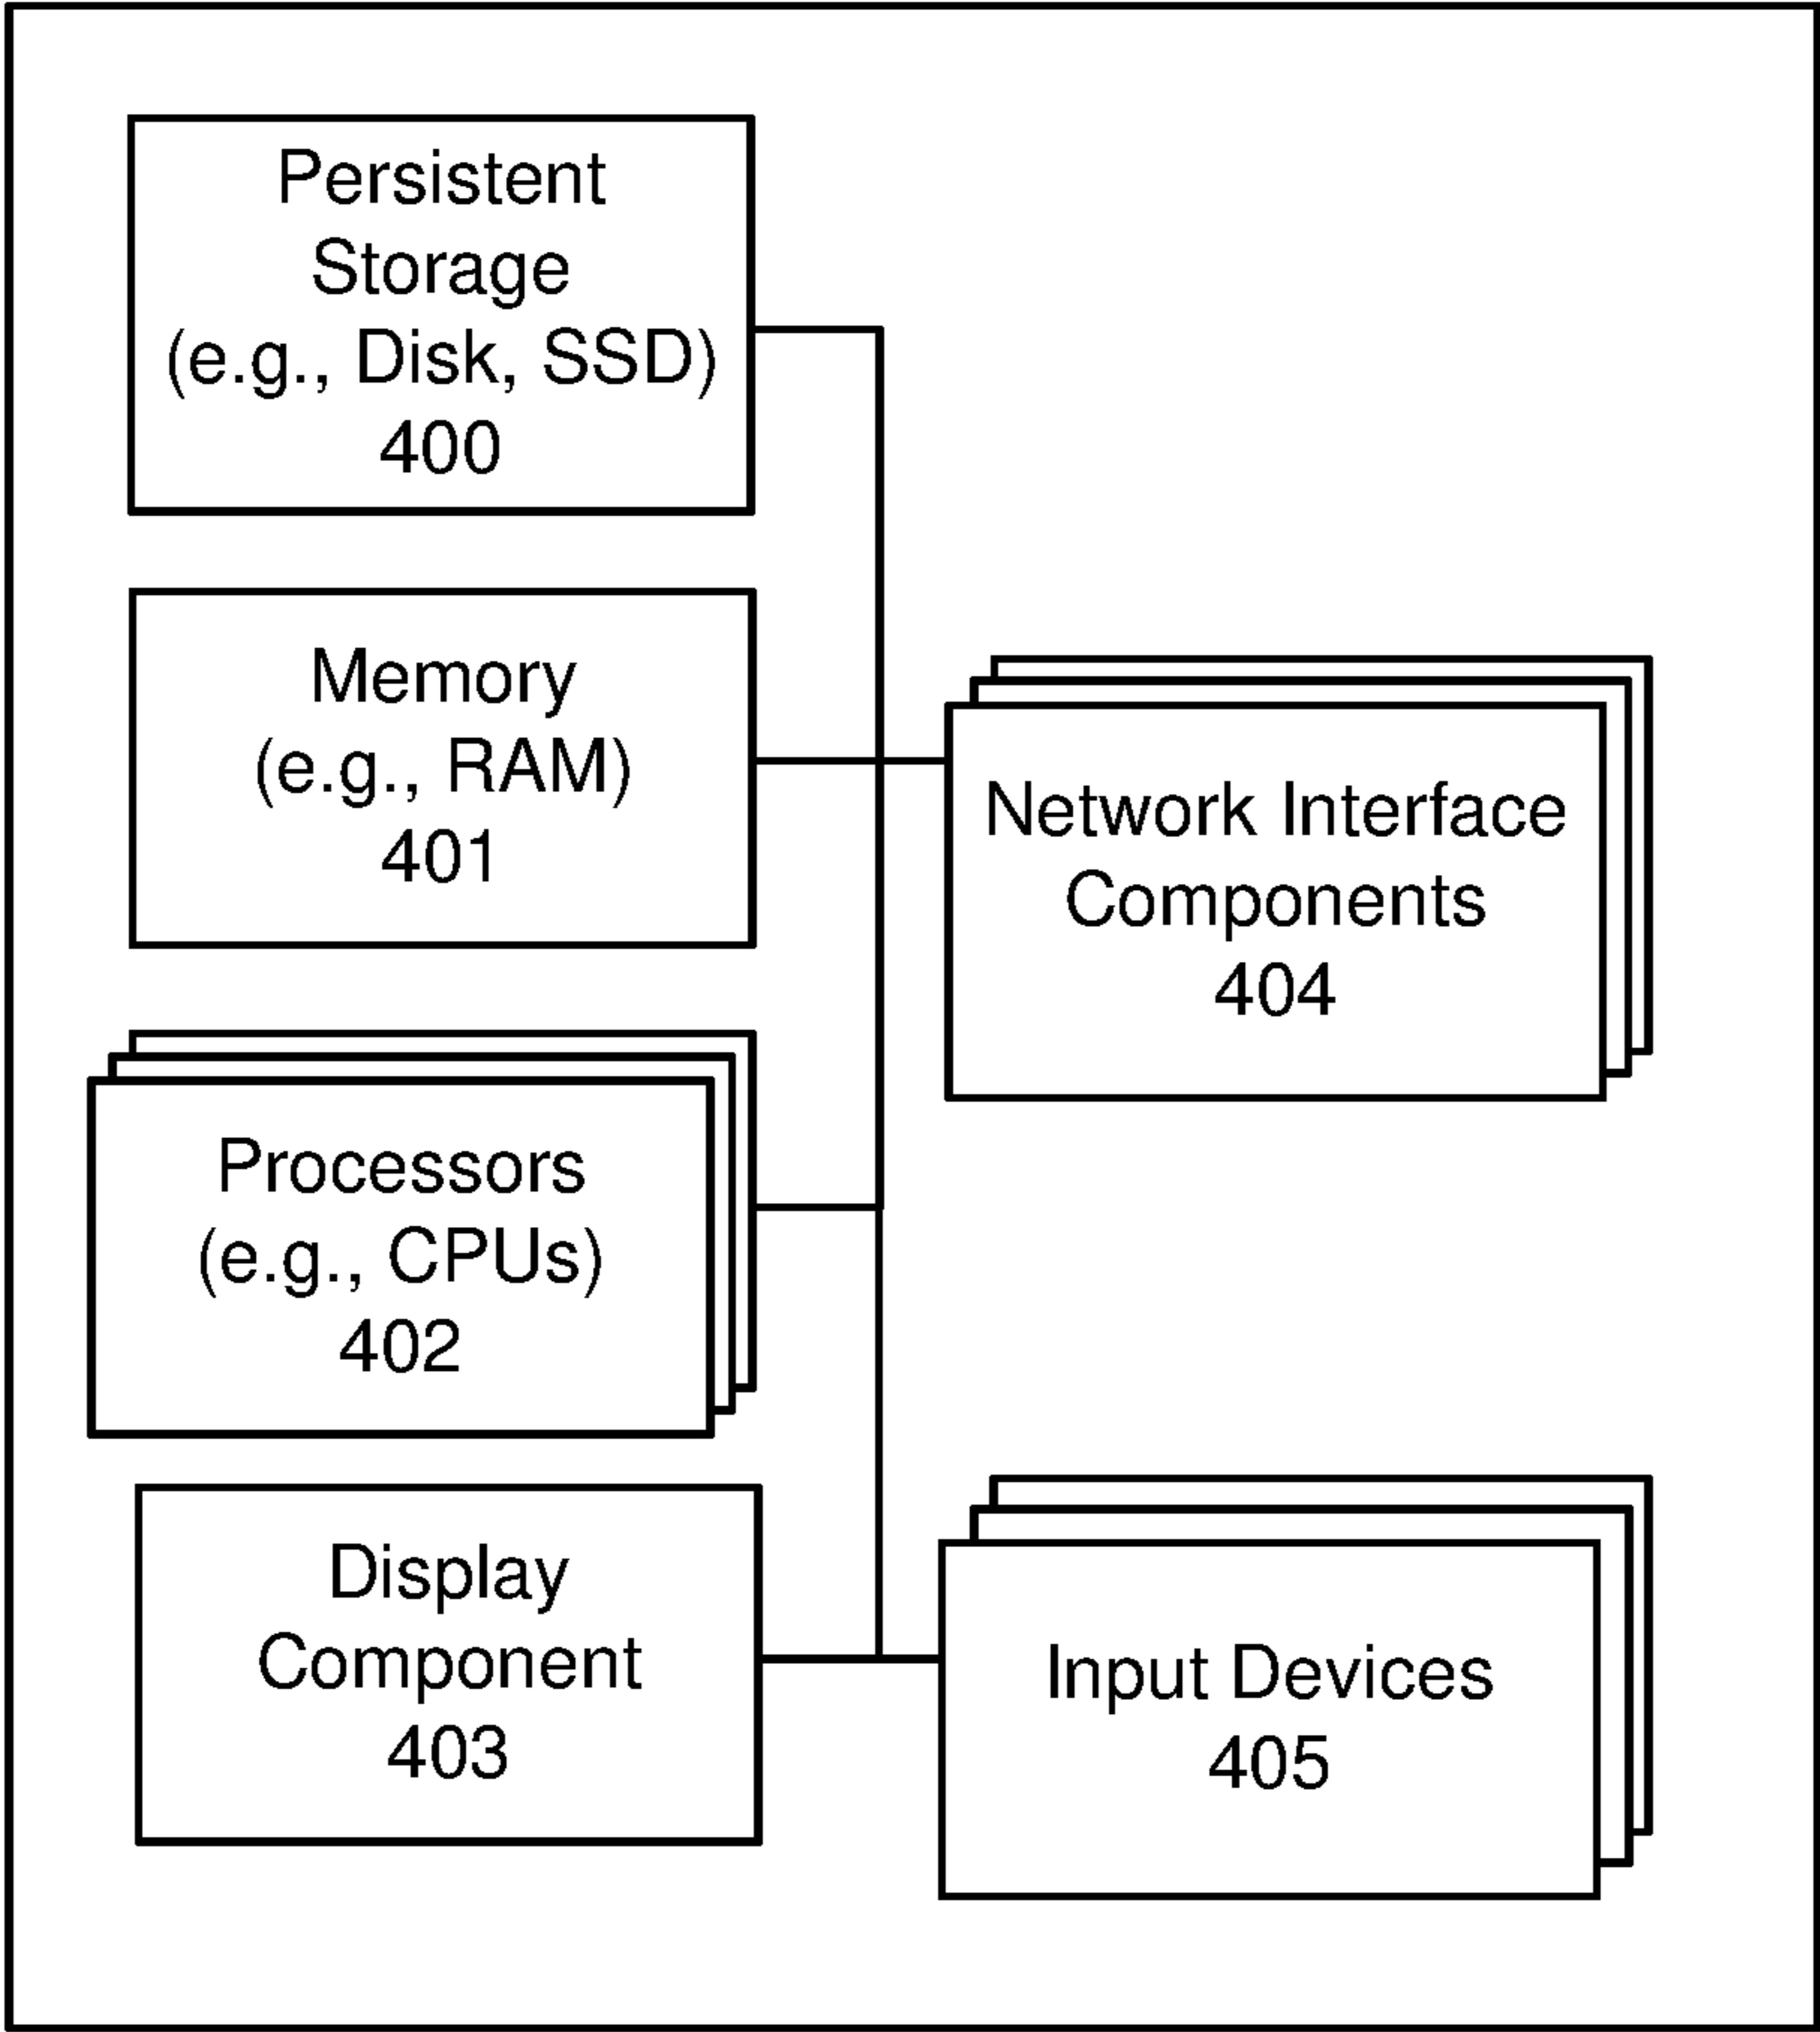 Persistent
Storage
(e.g., Disk, SSD)
400
Memory
(e.g., RAM)
401
Processors
(e.g., CPUs)
402
Display
Component
403
Network Interface
Components
404
Input Devices
405